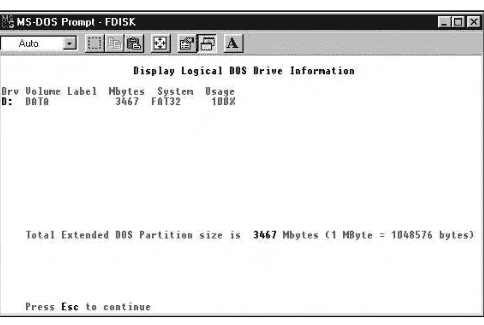 MS-DOS Prompt - FDISK
Auto
A
Display Logical DOS Drive Information
Drv Volume Label Mbytes System Usage
D: DATA 3467 FAT32 100%
Total Extended DOS Partition size is 3467 Mbytes (1 MByte = 1048576 bytes)
Press Esc to continue